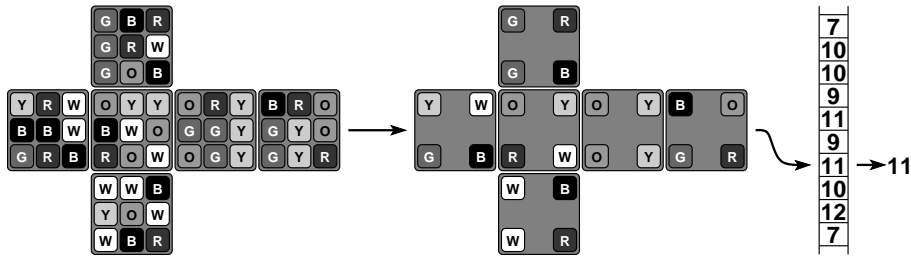 G B R
G R W
G O B
Y R W O Y Y O R Y B R O
B B W B W O G G Y G Y O
G R B R O W O G Y G Y R
W W B
Y O W
W B R
G R
G B
Y W O Y O Y B O
G B R W O Y G R
W B
W R
7
10
10
9
11
9
11
10
12
7
11